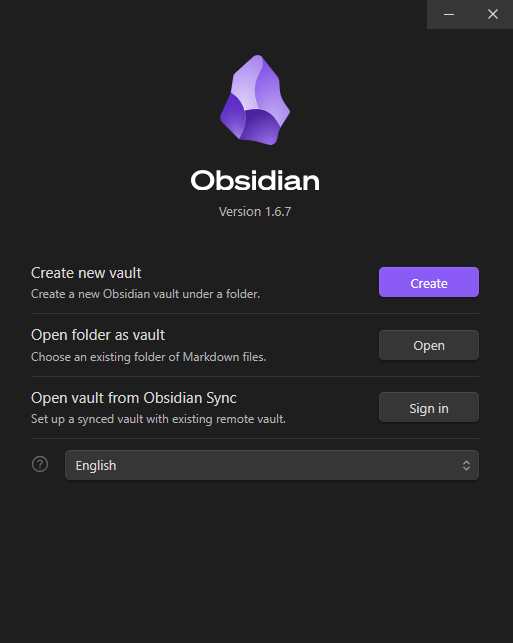 Obsidian
Version 1.6.7
Create new vault
Create a new Obsidian vault under a folder.
Create
Open folder as vault
Choose an existing folder of Markdown files.
Open
Open vault from Obsidian Sync
Set up a synced vault with existing remote vault.
Sign in
?
English